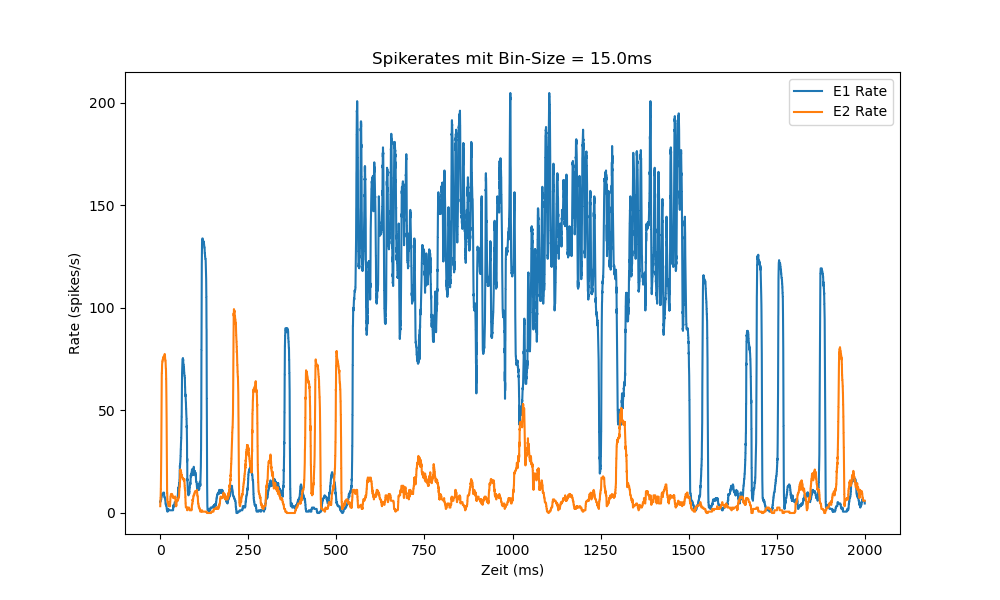 Spikerates mit Bin-Size = 15.0ms
E1 Rate
E2 Rate
200
150
100
50
0
Rate (spikes/s)
0 250 500 750 1000 1250 1500 1750 2000
Zeit (ms)